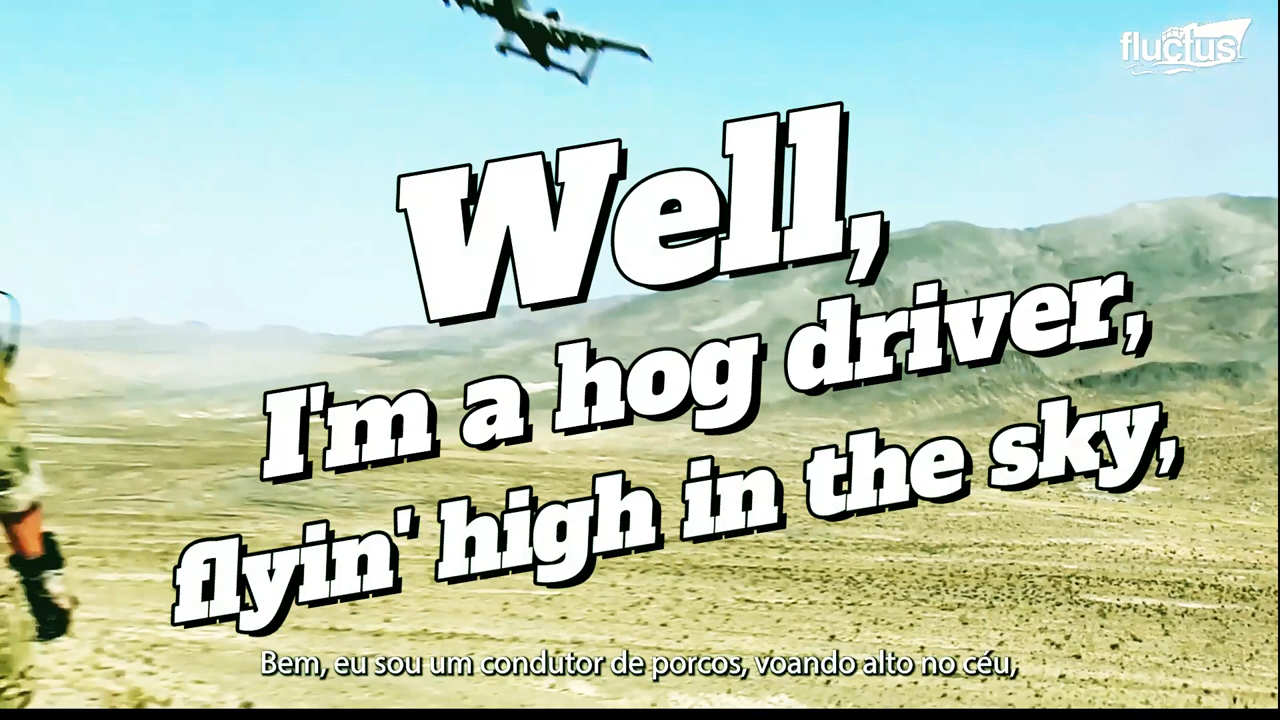 fluctus
Well,
I'm a hog driver,
flyin' high in the sky,
Bem, eu sou um condutor de porcos, voando alto no céu,